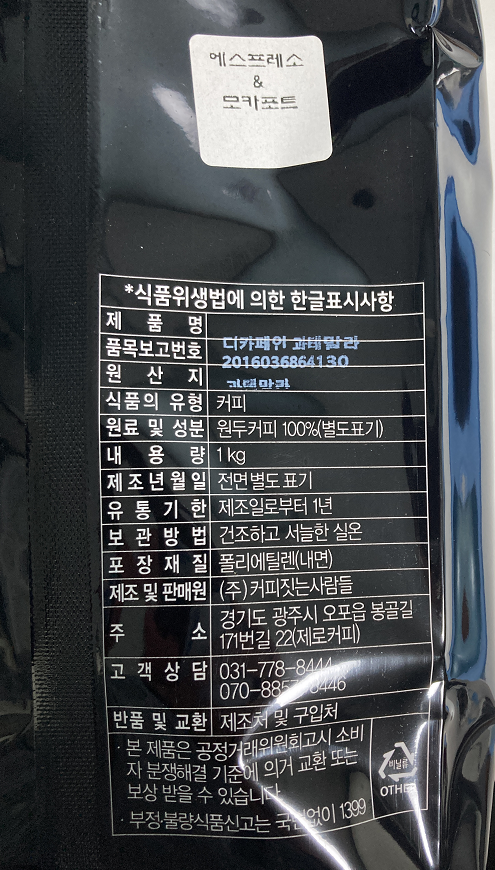 에스프레소
&
모카포트
*식품위생법에 의한 한글표시사항
제 품 명
디카페인 과테말라
품목보고번호
2016036864130
원 산 지
과테말라
식품의 유형 커피
원료 및 성분 원두커피 100%(별도표기)
내 용 량 1 kg
제조년월일 전면 별도 표기
유 통 기 한 제조일로부터 1년
보 관 방 법 건조하고 서늘한 실온
포 장 재 질 폴리에틸렌(내면)
제조 및 판매원 (주)커피짓는사람들
주 소 경기도 광주시 오포읍 봉골길
171번길 22(제로커피)
고 객 상 담 031-778-8444
반품 및 교환 제조처 및 구입처
· 본 제품은 공정거래위원회고시 소비
자 분쟁해결 기준에 의거 교환 또는
보상 받을 수 있습니다.
· 부정·불량식품신고는 국번없이 1399
비닐류
OTHER